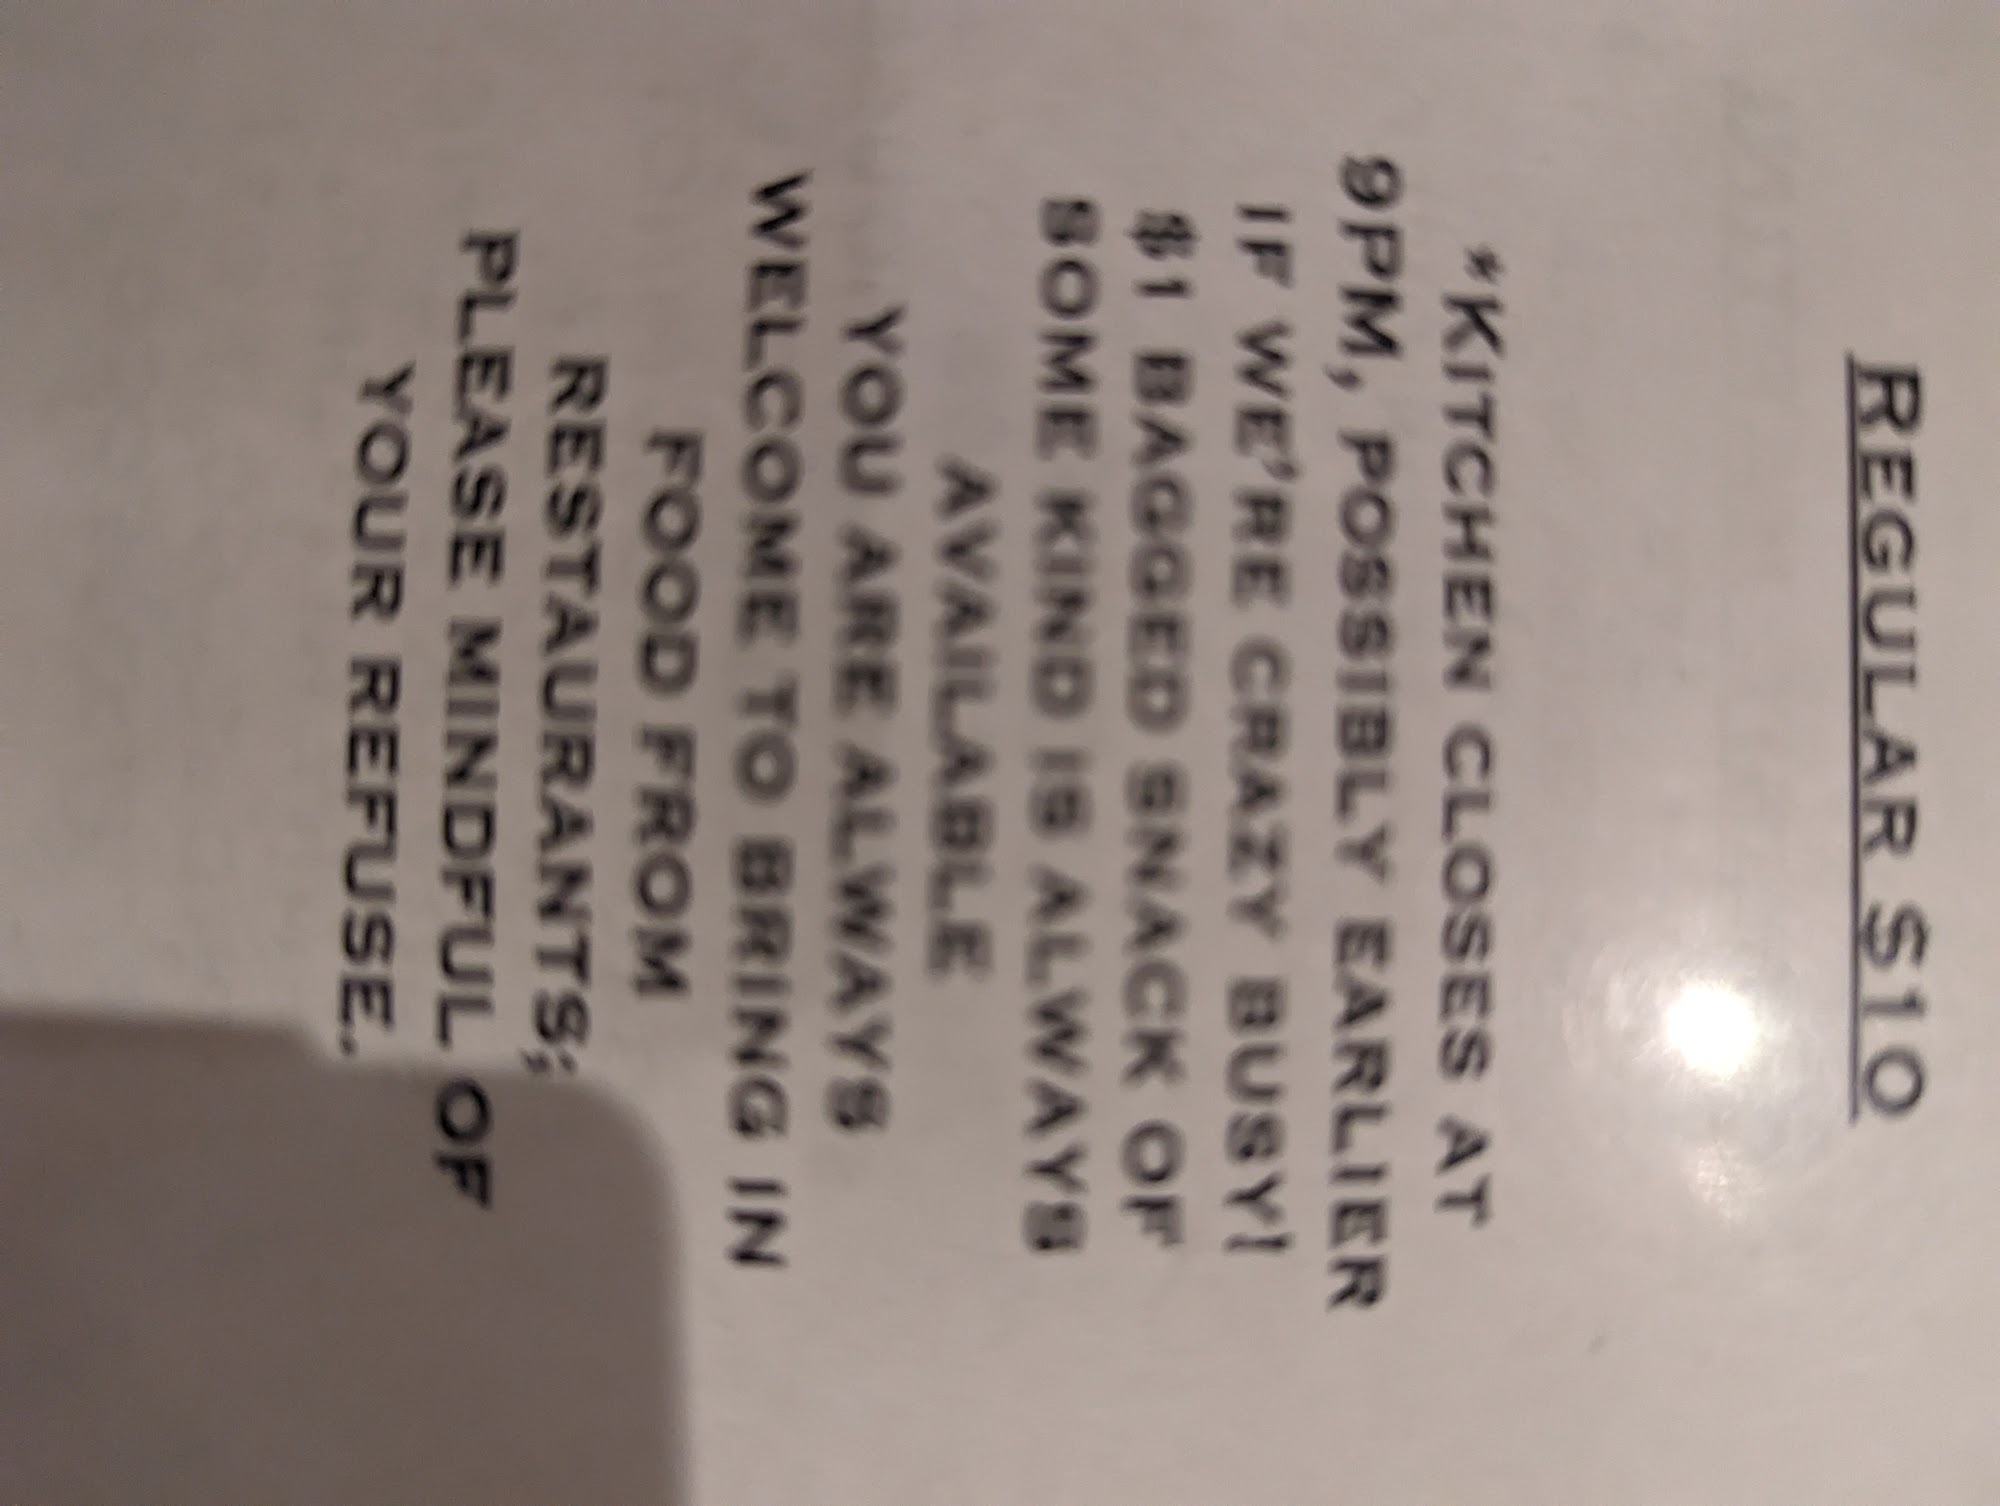 REGULAR $10
*KITCHEN CLOSES AT
9PM, POSSIBLY EARLIER
IF WE'RE CRAZY BUSY!
$1 BAGGED SNACK OF
SOME KIND IS ALWAYS
AVAILABLE
YOU ARE ALWAYS
WELCOME TO BRING IN
FOOD FROM
RESTAURANTS;
PLEASE MINDFUL OF
YOUR REFUSE.